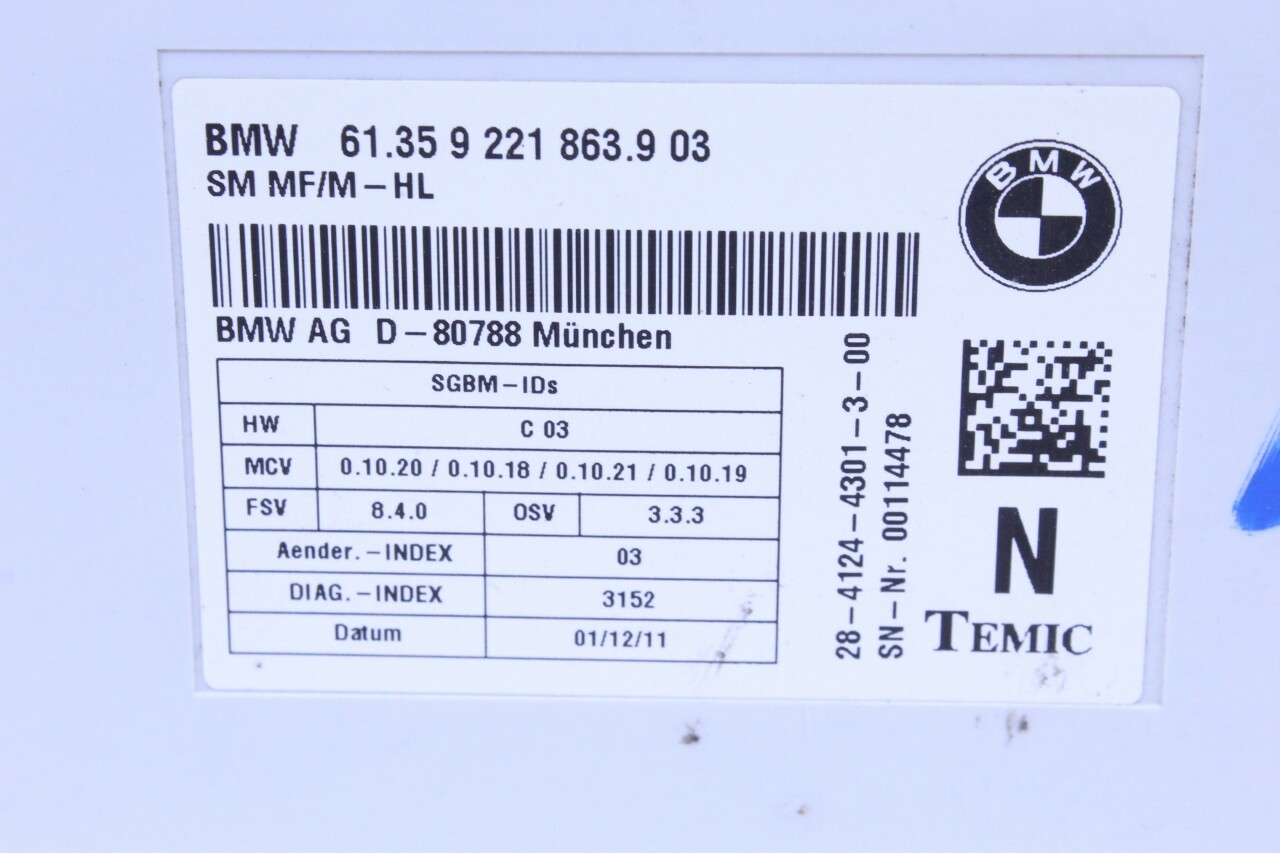 BMW 61.35 9 221 863.9 03
SM MF/M-HL
BMW
BMW AG D-80788 München
SGBM-IDs
HW C 03
MCV 0.10.20 / 0.10.18 / 0.10.21 / 0.10.19
FSV 8.4.0 OSV 3.3.3
Aender.-INDEX 03
DIAG.-INDEX 3152
Datum 01/12/11
28-4124-4301-3-00
SN-Nr. 00114478
N
TEMIC